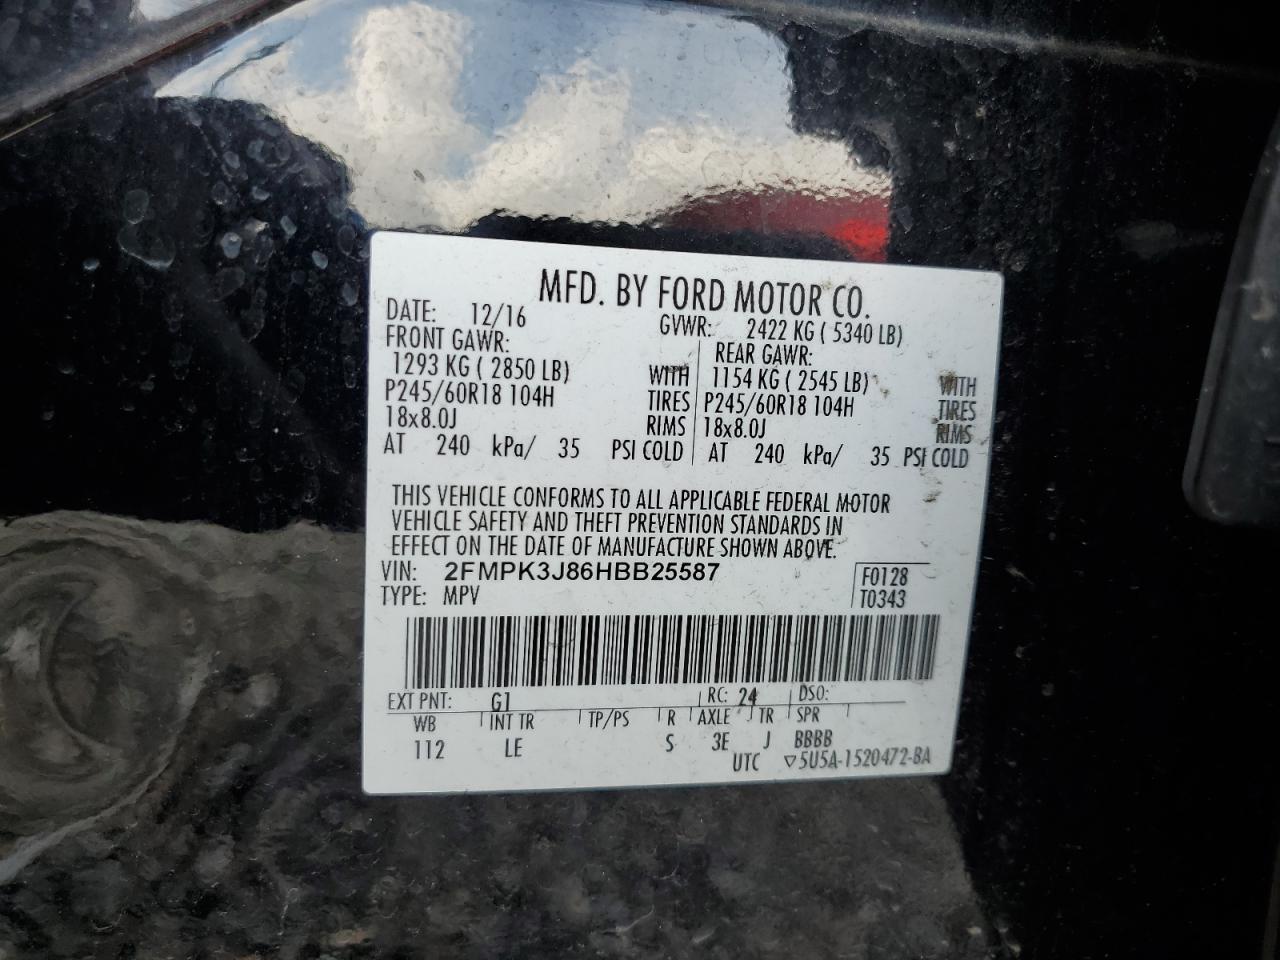 MFD. BY FORD MOTOR CO.
DATE: 12/16 GVWR: 2422 KG ( 5340 LB)
FRONT GAWR: REAR GAWR:
1293 KG ( 2850 LB) WITH 1154 KG ( 2545 LB) WITH
P245/60R18 104H TIRES P245/60R18 104H TIRES
18x8.0J RIMS 18x8.0J RIMS
AT 240 kPa/ 35 PSI COLD AT 240 kPa/ 35 PSI COLD
THIS VEHICLE CONFORMS TO ALL APPLICABLE FEDERAL MOTOR
VEHICLE SAFETY AND THEFT PREVENTION STANDARDS IN
EFFECT ON THE DATE OF MANUFACTURE SHOWN ABOVE.
VIN: 2FMPK3J86HBB25587 F0128
TYPE: MPV T0343
EXT PNT: G1 RC: 24 DSO:
WB INT TR TP/PS R AXLE TR SPR
112 LE S 3E J BBBB
UTC ▽5U5A-1520472-BA